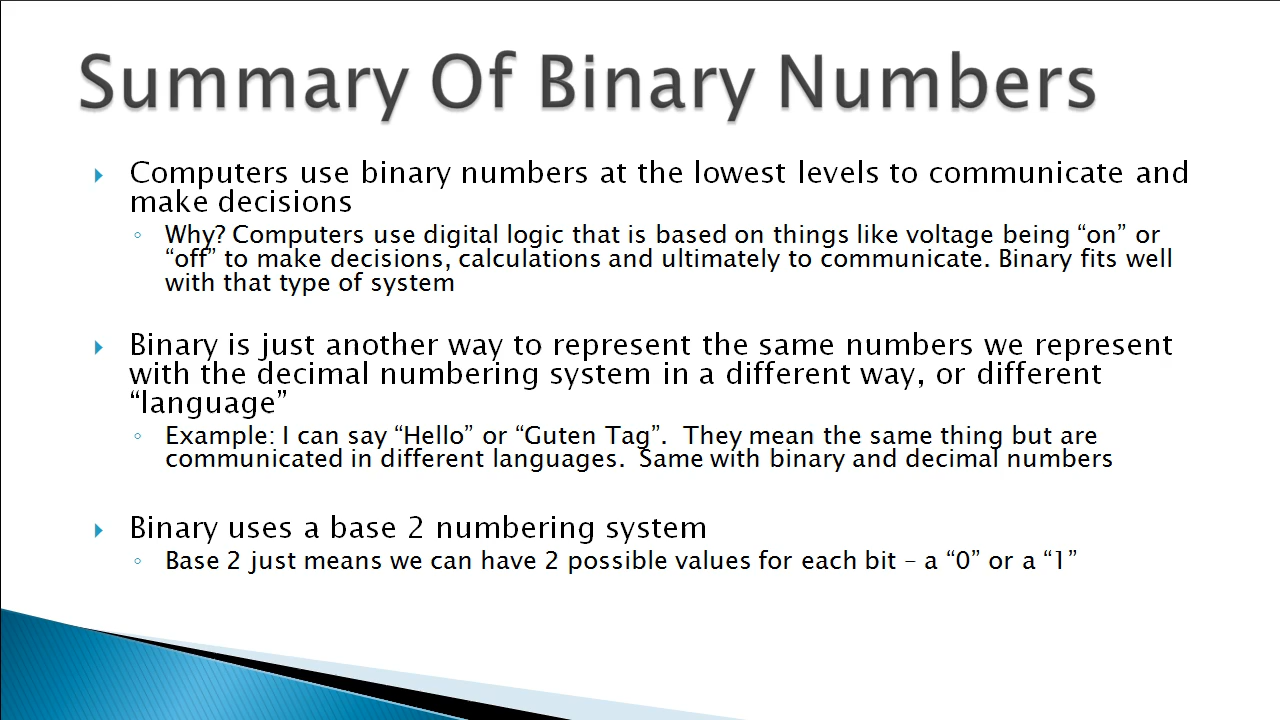 Summary Of Binary Numbers
Computers use binary numbers at the lowest levels to communicate and
make decisions
Why? Computers use digital logic that is based on things like voltage being “on” or
“off” to make decisions, calculations and ultimately to communicate. Binary fits well
with that type of system
Binary is just another way to represent the same numbers we represent
with the decimal numbering system in a different way, or different
“language”
Example: I can say “Hello” or “Guten Tag”.  They mean the same thing but are
communicated in different languages.  Same with binary and decimal numbers
Binary uses a base 2 numbering system
Base 2 just means we can have 2 possible values for each bit – a “0” or a “1”